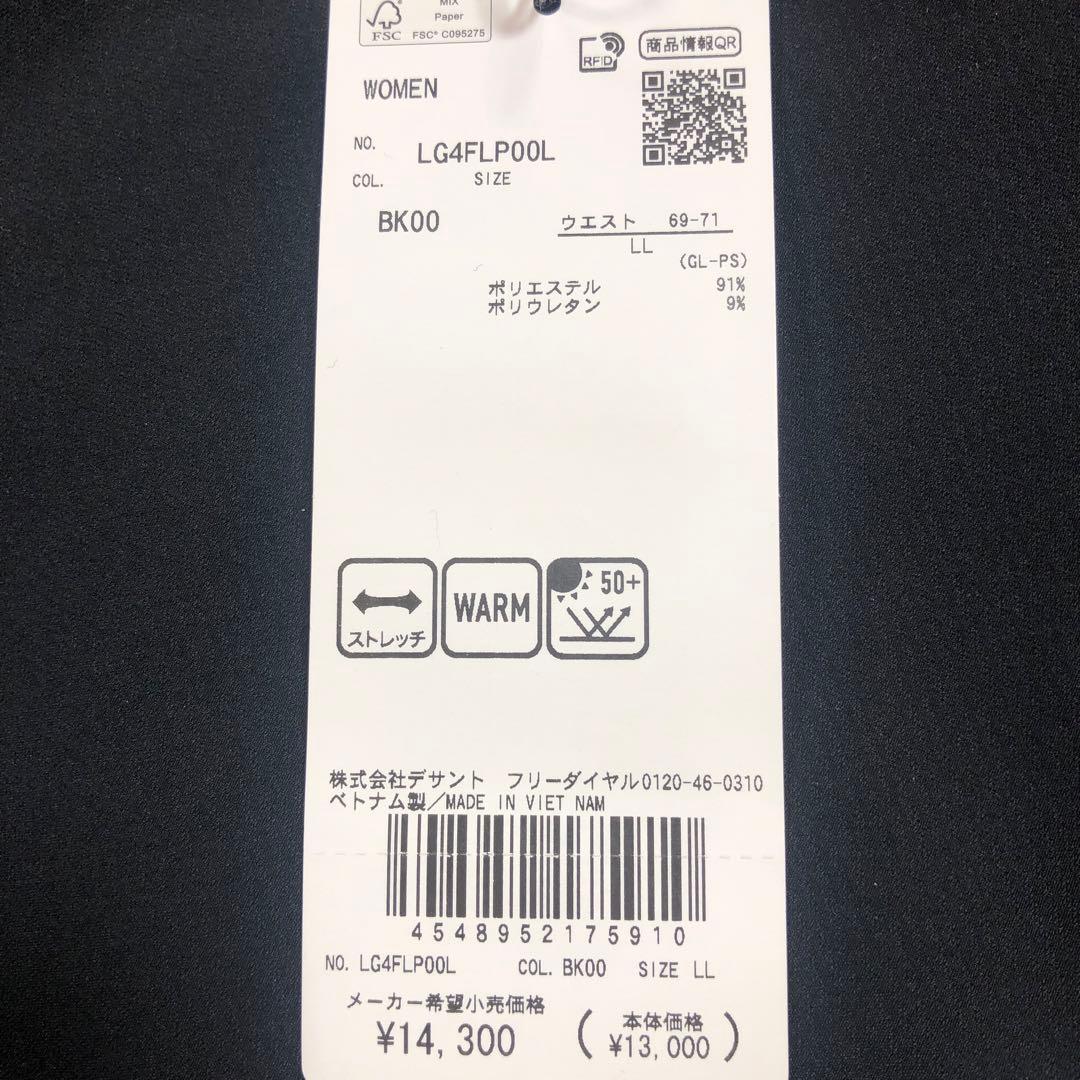 MIX
Paper
FSC
FSC® C095275
RFID
商品情報QR
WOMEN
NO. LG4FLP00L
COL. SIZE
BK00 ウエスト 69-71
LL
(GL-PS)
ポリエステル 91%
ポリウレタン 9%
ストレッチ
WARM
50+
株式会社デサント フリーダイヤル0120-46-0310
ベトナム製/MADE IN VIET NAM
4548952175910
NO. LG4FLP00L COL. BK00 SIZE LL
メーカー希望小売価格
¥14,300
(本体価格
¥13,000)